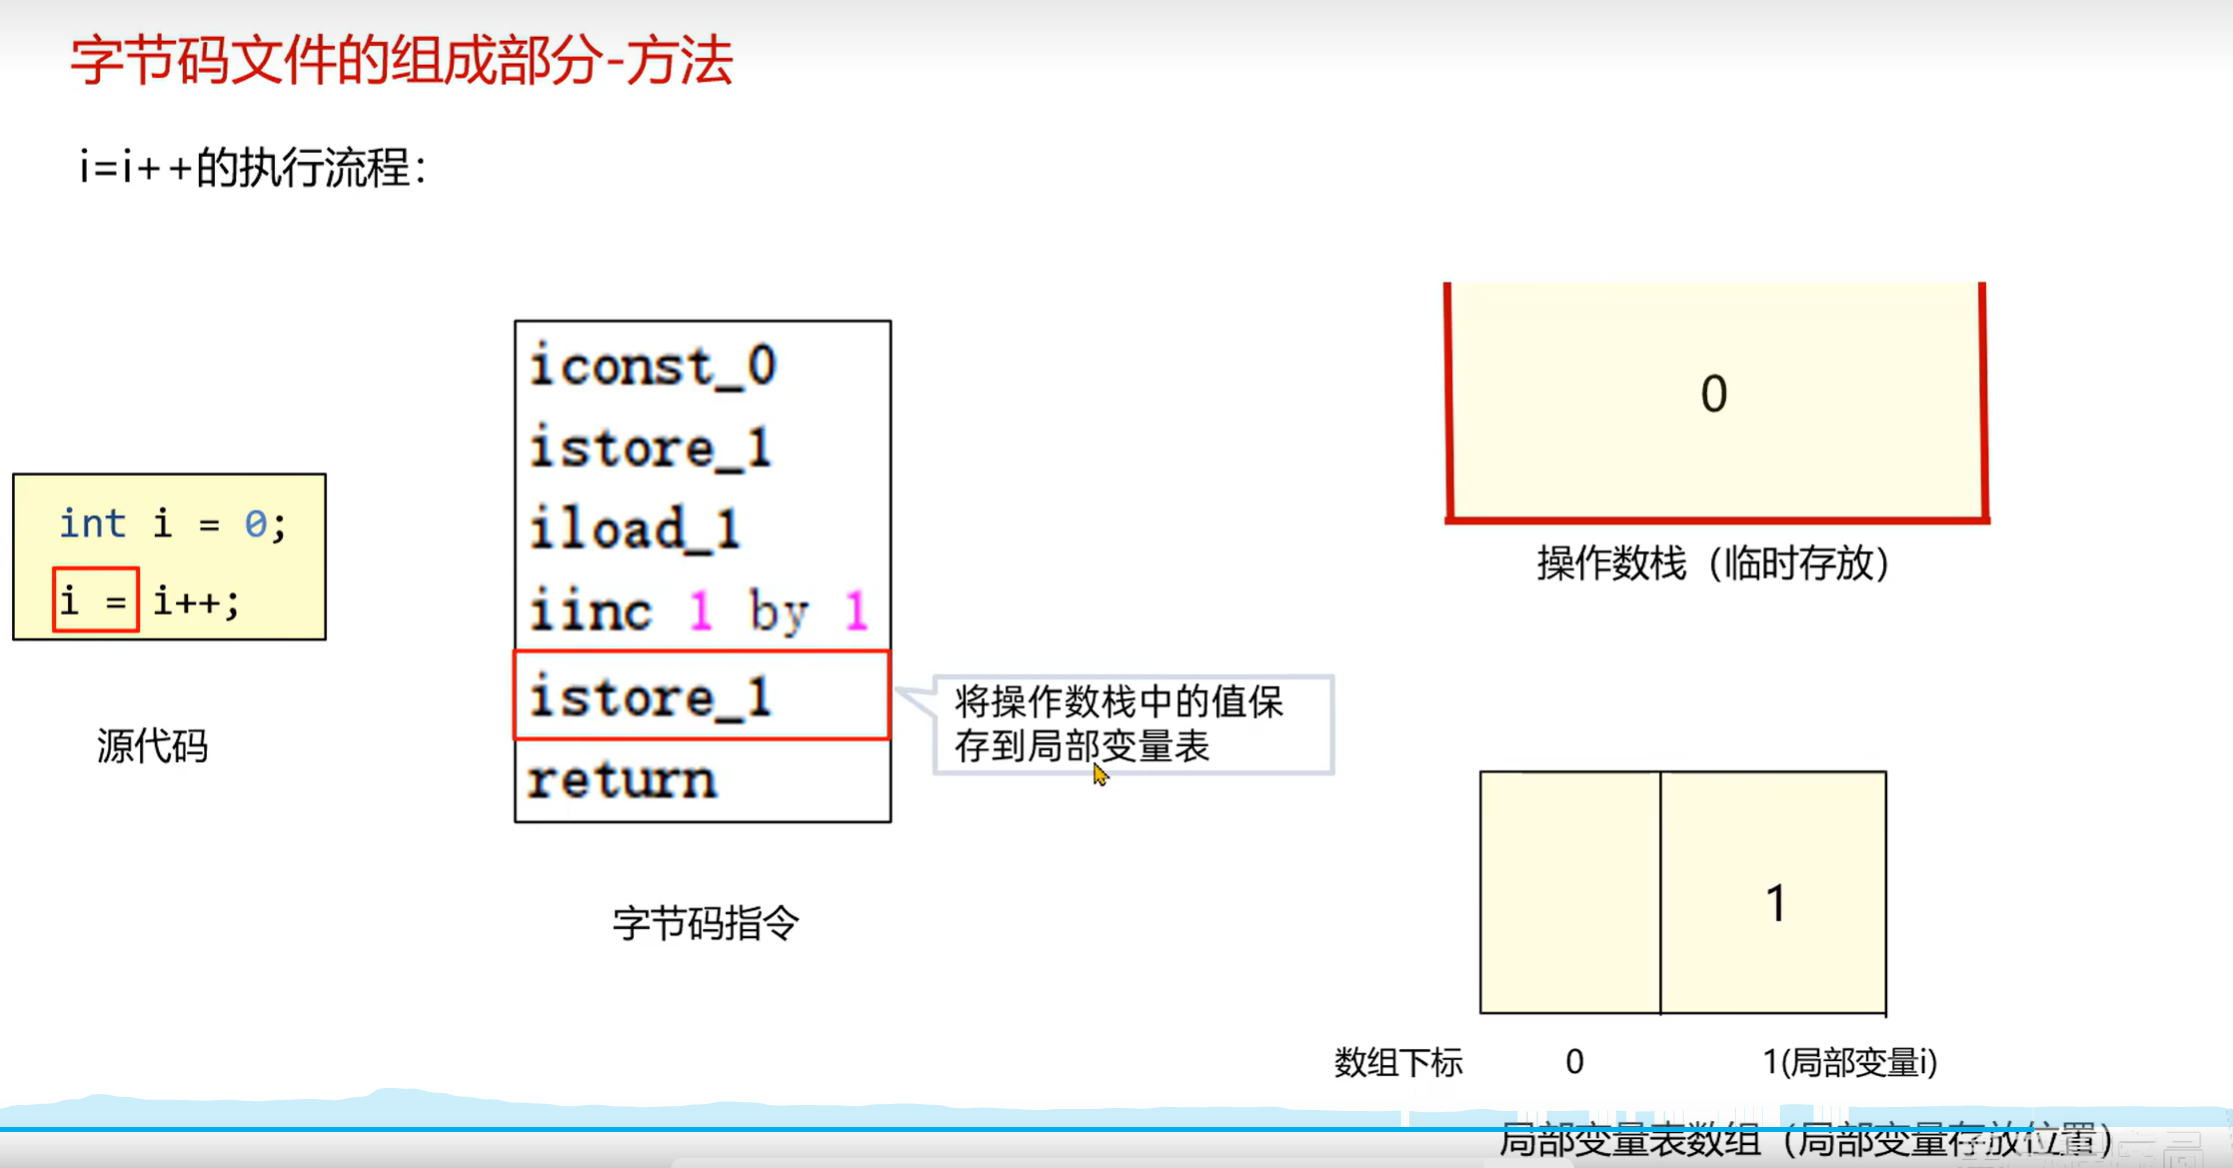 字节码文件的组成部分-方法
i=i++的执行流程：
int i = 0;
i = i++;
源代码
iconst_0
istore_1
iload_1
iinc 1 by 1
istore_1
return
字节码指令
将操作数栈中的值保
存到局部变量表
0
操作数栈（临时存放）
1
数组下标 0 1(局部变量i)
局部变量表数组（局部变量存放位置）